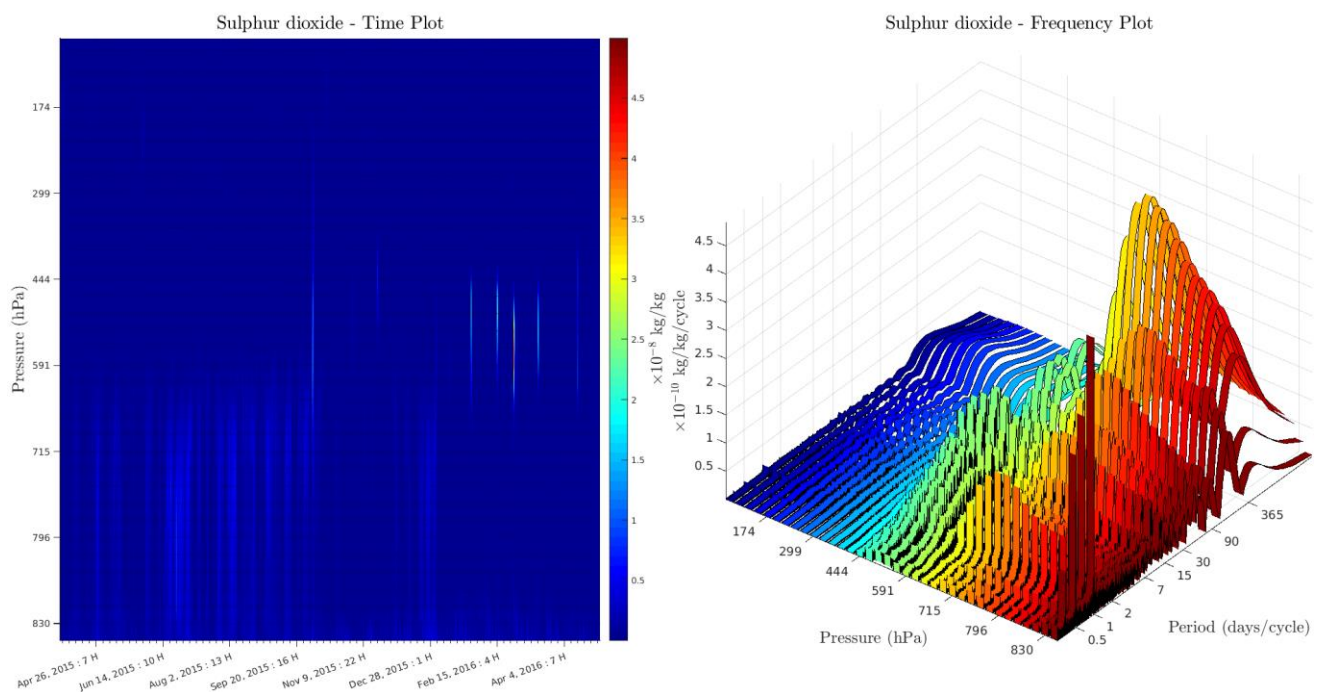 Sulphur dioxide - Time Plot
174
299
444
591
715
796
830
Pressure (hPa)
Apr 26, 2015 : 7 H
Jun 14, 2015 : 10 H
Aug 2, 2015 : 13 H
Sep 20, 2015 : 16 H
Nov 9, 2015 : 22 H
Dec 28, 2015 : 1 H
Feb 15, 2016 : 4 H
Apr 4, 2016 : 7 H
4.5
4
3.5
3
2.5
2
1.5
1
0.5
×10⁻⁸ kg/kg
Sulphur dioxide - Frequency Plot
4.5
4
3.5
3
2.5
2
1.5
1
0.5
×10⁻¹⁰ kg/kg/cycle
174
299
444
591
715
796
830
Pressure (hPa)
0.5
1
2
7
15
30
90
365
Period (days/cycle)